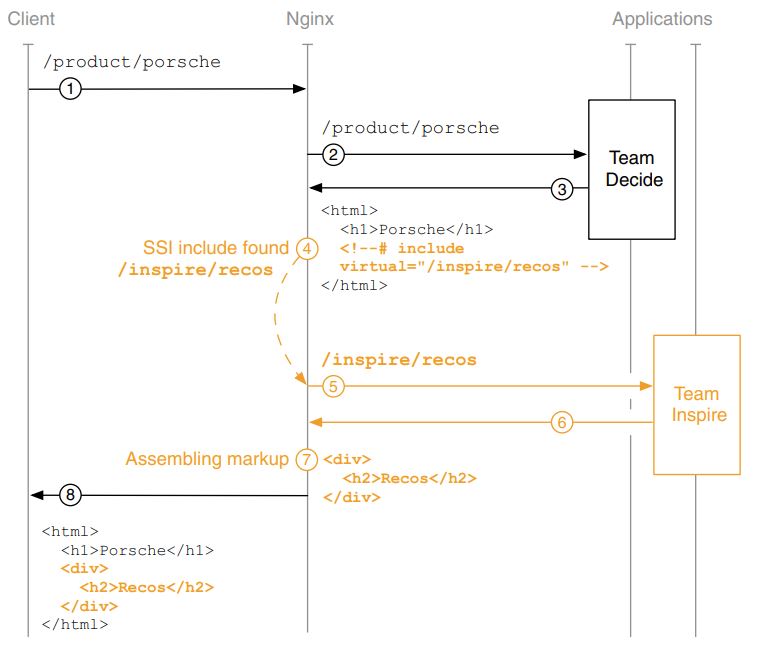 Client
Nginx
Applications
/product/porsche
1
/product/porsche
2
Team
Decide
3
<html>
<h1>Porsche</h1>
<!--# include
virtual="/inspire/recos" -->
</html>
SSI include found
4
/inspire/recos
/inspire/recos
5
Team
Inspire
6
Assembling markup
7
<div>
<h2>Recos</h2>
</div>
8
<html>
<h1>Porsche</h1>
<div>
<h2>Recos</h2>
</div>
</html>